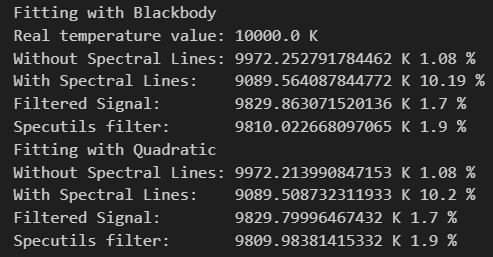 Fitting with Blackbody
Real temperature value: 10000.0 K
Without Spectral Lines: 9972.252791784462 K 1.08 %
With Spectral Lines: 9089.564087844772 K 10.19 %
Filtered Signal: 9829.863071520136 K 1.7 %
Specutils filter: 9810.022668097065 K 1.9 %
Fitting with Quadratic
Without Spectral Lines: 9972.213990847153 K 1.08 %
With Spectral Lines: 9089.508732311933 K 10.2 %
Filtered Signal: 9829.79996467432 K 1.7 %
Specutils filter: 9809.98381415332 K 1.9 %